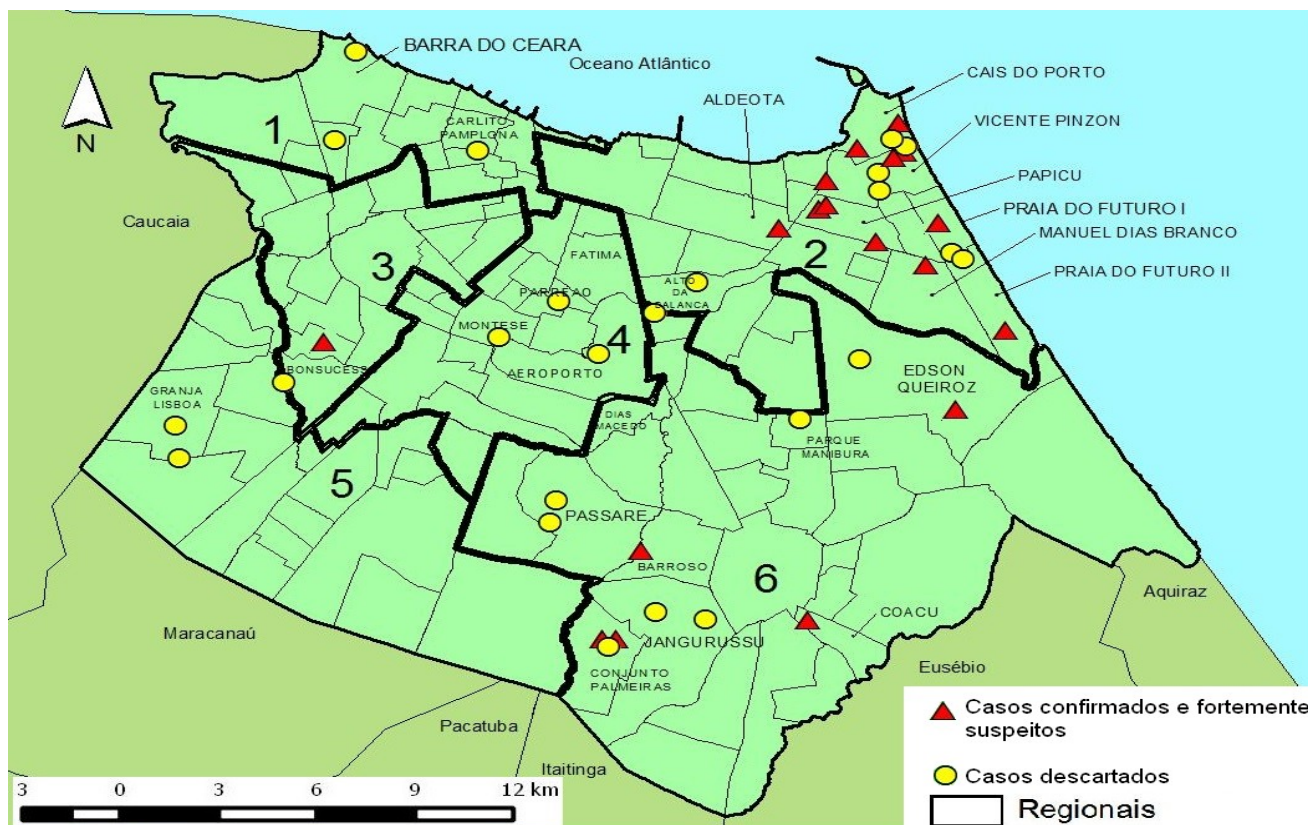 BARRA DO CEARA
Oceano Atlântico
CAIS DO PORTO
ALDEOTA
N
1
CARLITO
PAMPLONA
VICENTE PINZON
PAPICU
Caucaia
PRAIA DO FUTURO I
MANUEL DIAS BRANCO
2
3
FATIMA
PRAIA DO FUTURO II
ALTO
DA
BALANCA
PARREAO
MONTESE
4
AEROPORTO
BONSUCESS
EDSON
QUEIROZ
GRANJA
LISBOA
DIAS
MACEDO
PARQUE
MANIBURA
5
PASSARE
BARROSO
6
Aquiraz
COACU
Maracanaú
JANGURUSSU
CONJUNTO
PALMEIRAS
Eusébio
Pacatuba
Itaitinga
Casos confirmados e fortemente
suspeitos
Casos descartados
Regionais
3 0 3 6 9 12 km